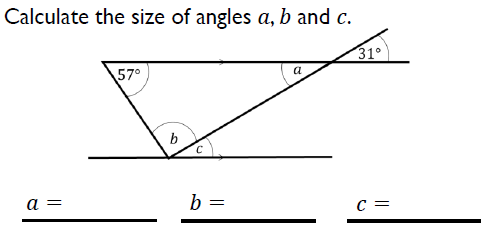 Calculate the size of angles a, b and c.
31°
57°
a
b
c
a =
b =
c =